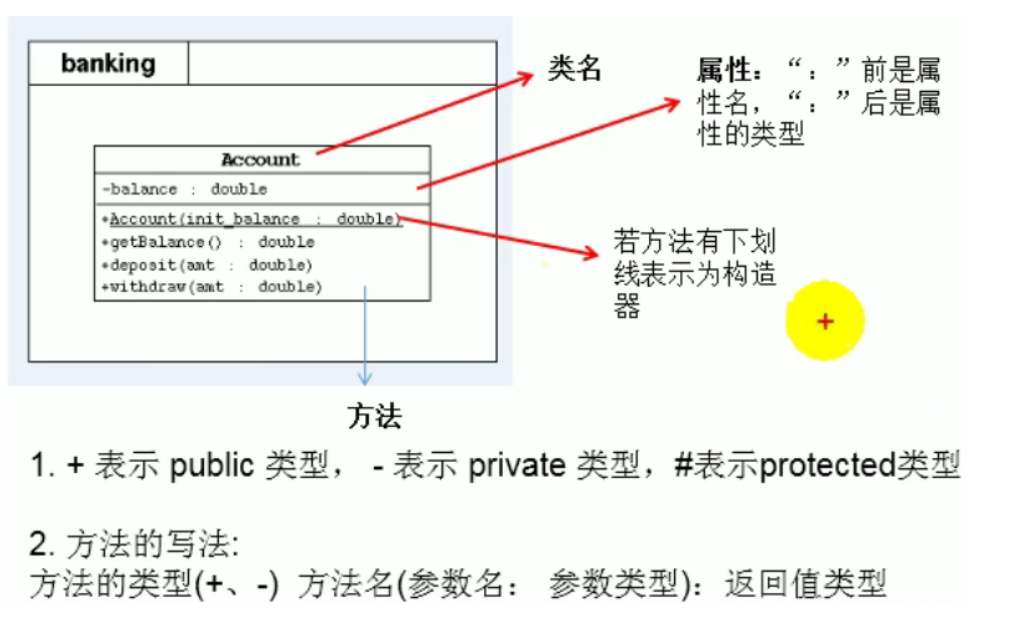 banking
类名
属性：“：”前是属
性名，“：”后是属
性的类型
Account
-balance : double
+Account(init_balance : double)
+getBalance() : double
+deposit(amt : double)
+withdraw(amt : double)
若方法有下划
线表示为构造
器
方法
1. + 表示 public 类型， - 表示 private 类型，#表示protected类型
2. 方法的写法:
方法的类型(+、-) 方法名(参数名： 参数类型)：返回值类型